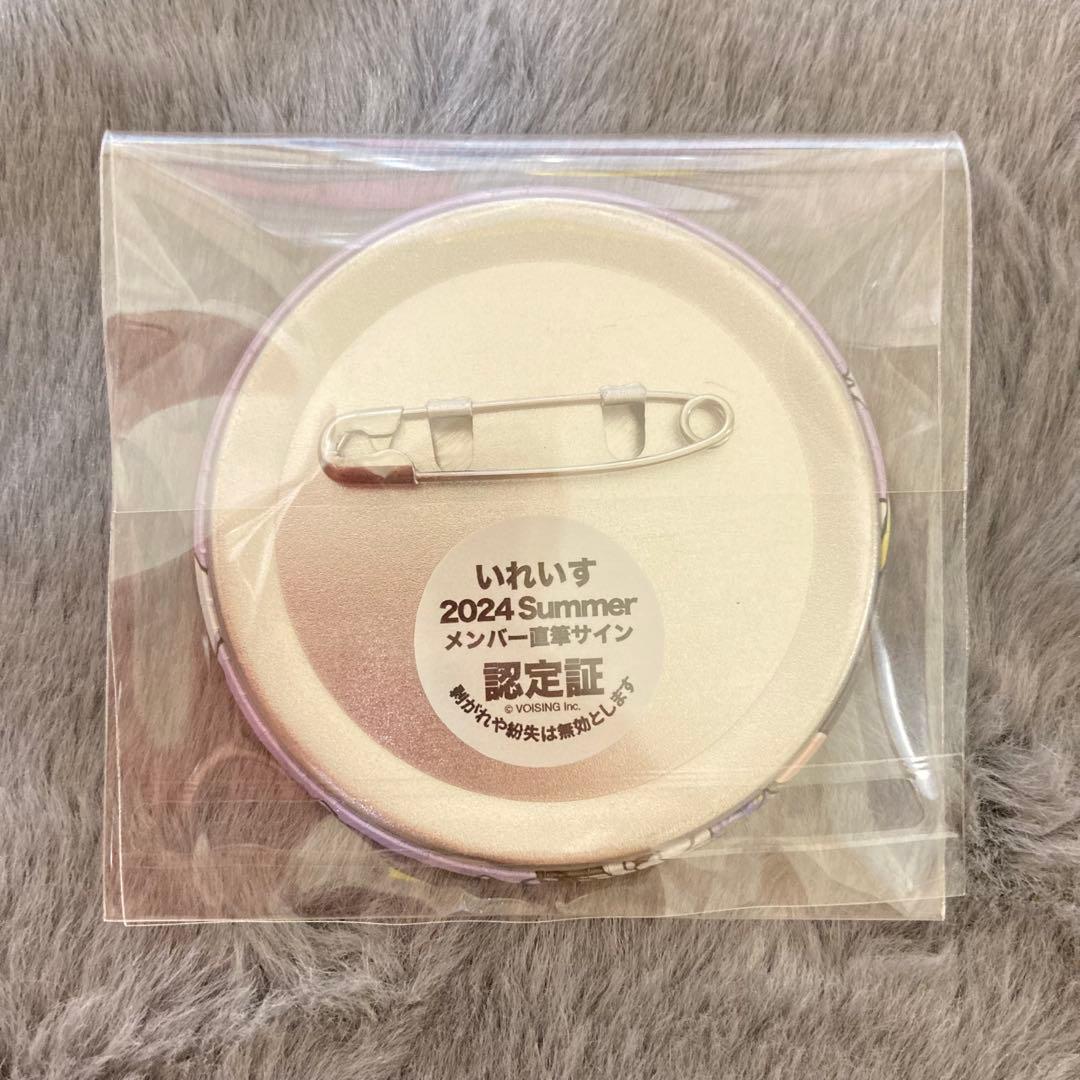 いれいす
2024 Summer
メンバー直筆サイン
認定証
© VOISING Inc.
剥がれや紛失は無効とします